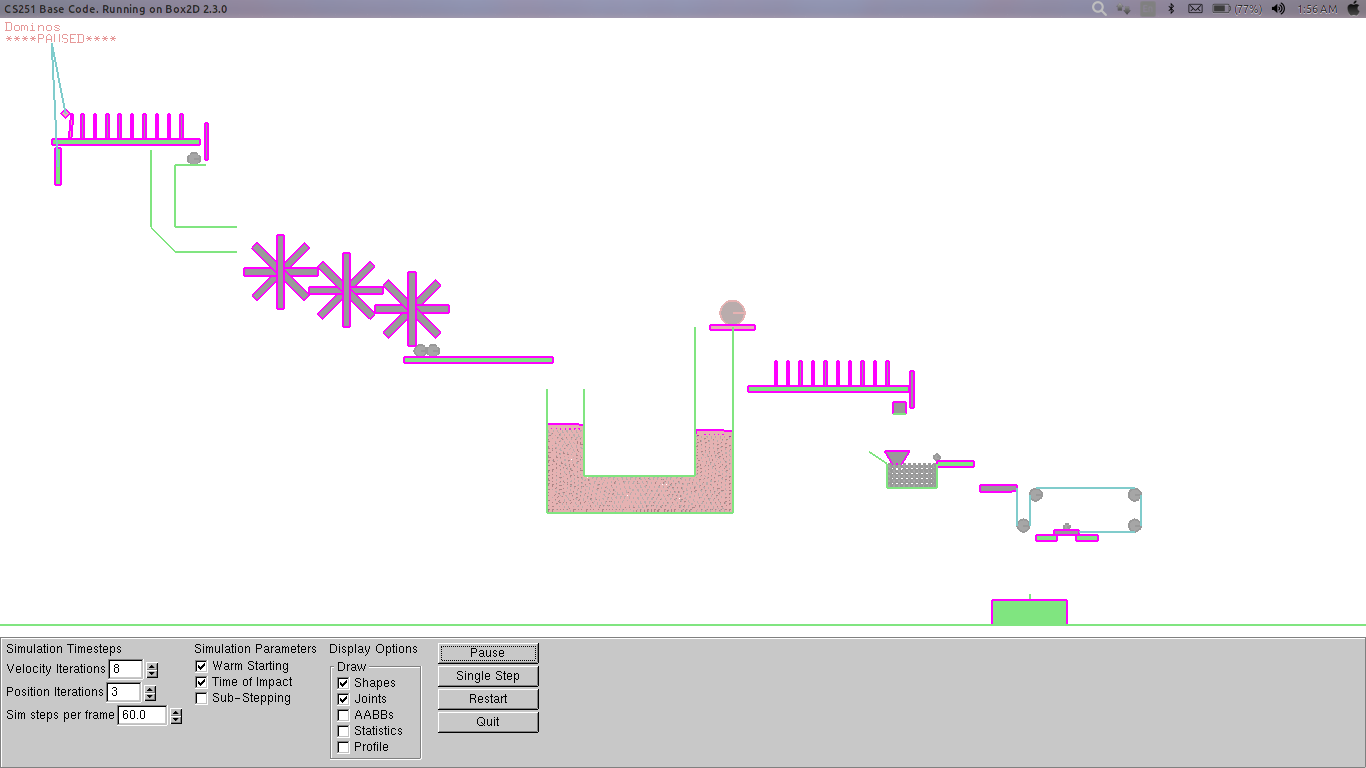 CS251 Base Code. Running on Box2D 2.3.0
(77%)
1:56 AM
Dominos
****PAUSED****
Simulation Timesteps
Velocity Iterations 8
Position Iterations 3
Sim steps per frame 60.0
Simulation Parameters
Warm Starting
Time of Impact
Sub-Stepping
Display Options
Draw
Shapes
Joints
AABBs
Statistics
Profile
Pause
Single Step
Restart
Quit